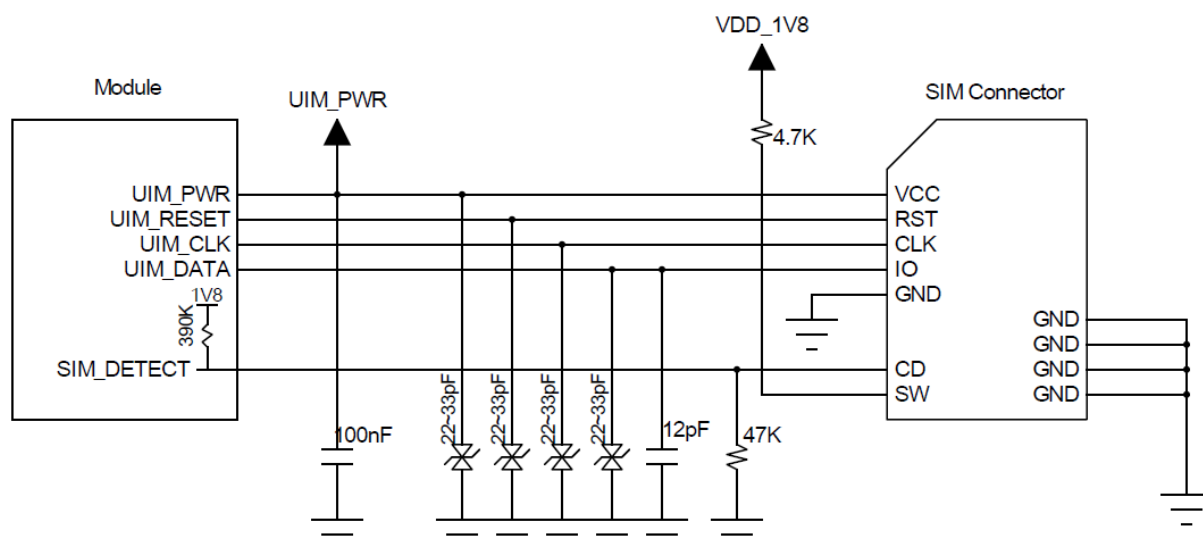 VDD_1V8
Module
UIM_PWR
SIM Connector
4.7K
UIM_PWR
UIM_RESET
UIM_CLK
UIM_DATA
1V8
390K
SIM_DETECT
VCC
RST
CLK
IO
GND
GND
GND
GND
GND
CD
SW
100nF
22~33pF
22~33pF
22~33pF
22~33pF
12pF
47K